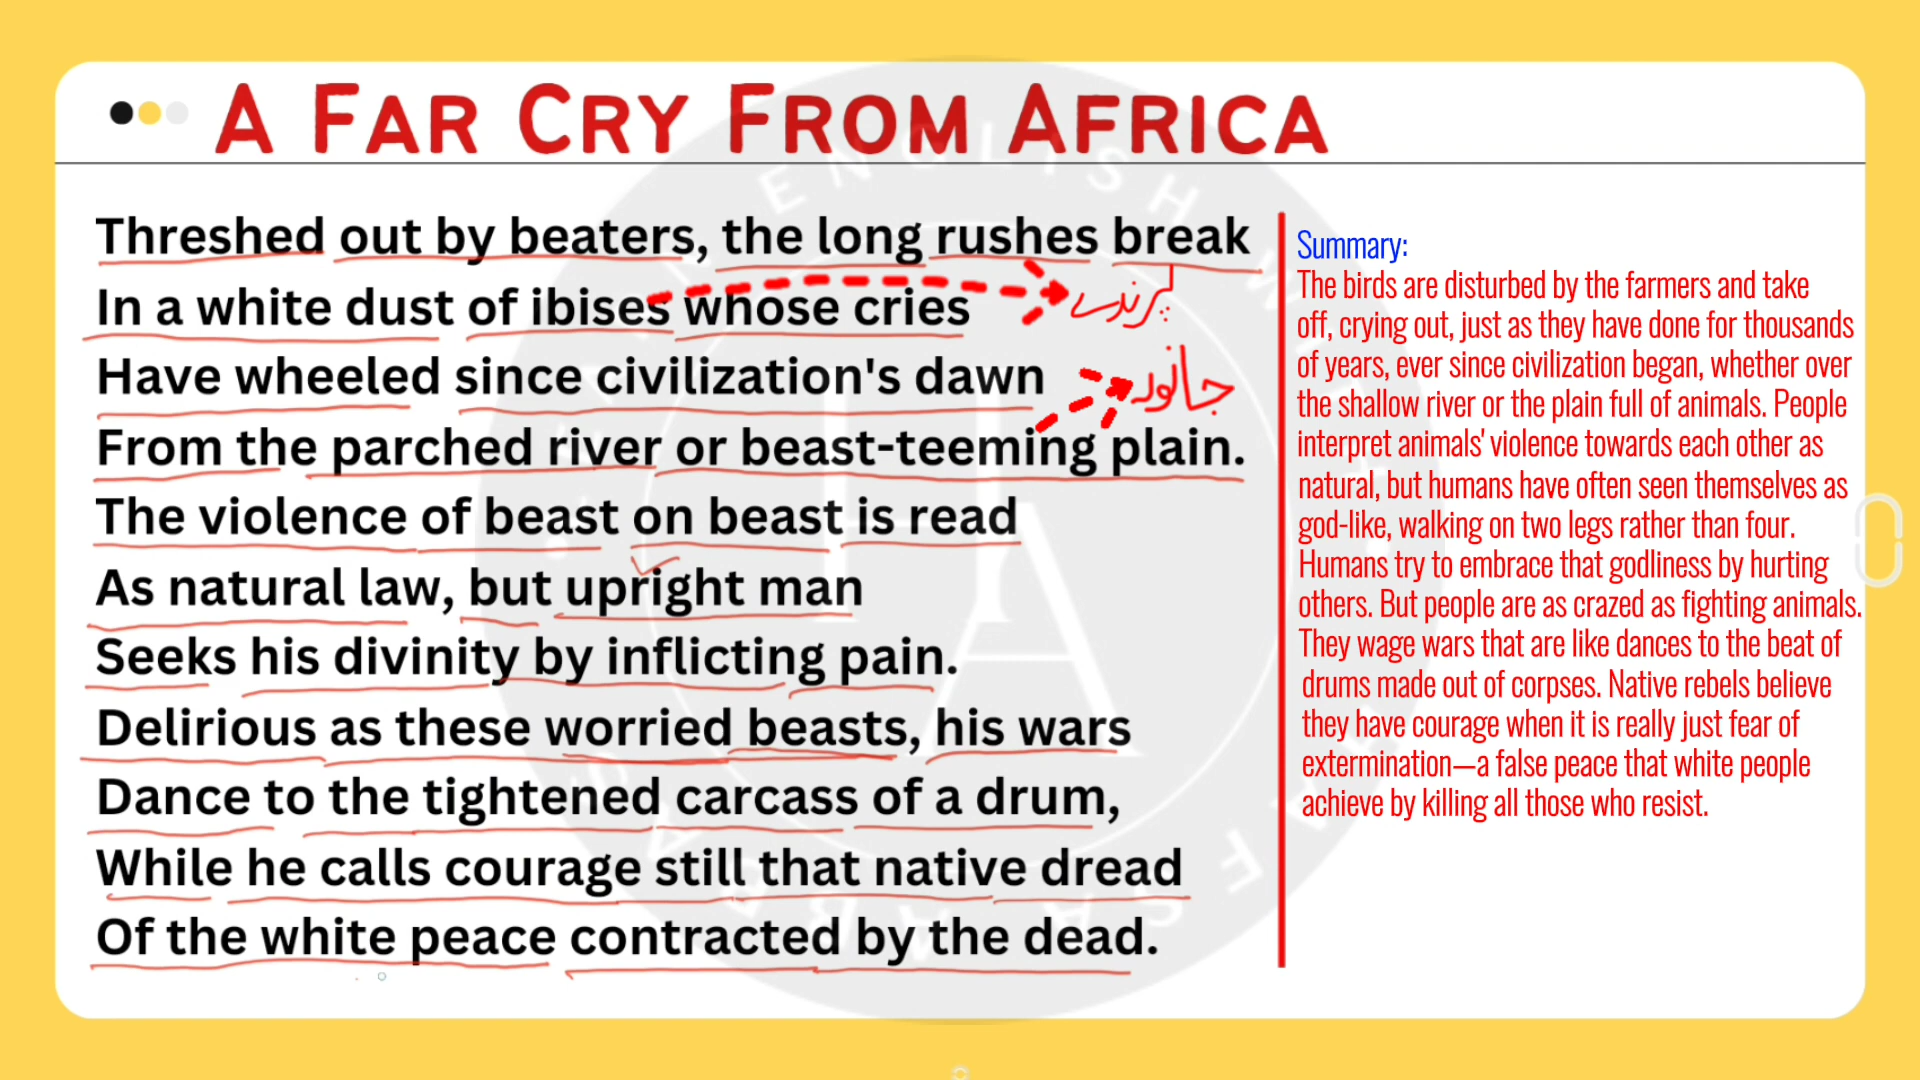 A FAR CRY FROM AFRICA
Threshed out by beaters, the long rushes break
In a white dust of ibises whose cries
پرندے
Have wheeled since civilization's dawn
جانور
From the parched river or beast-teeming plain.
The violence of beast on beast is read
As natural law, but upright man
Seeks his divinity by inflicting pain.
Delirious as these worried beasts, his wars
Dance to the tightened carcass of a drum,
While he calls courage still that native dread
Of the white peace contracted by the dead.
Summary:
The birds are disturbed by the farmers and take
off, crying out, just as they have done for thousands
of years, ever since civilization began, whether over
the shallow river or the plain full of animals. People
interpret animals' violence towards each other as
natural, but humans have often seen themselves as
god-like, walking on two legs rather than four.
Humans try to embrace that godliness by hurting
others. But people are as crazed as fighting animals.
They wage wars that are like dances to the beat of
drums made out of corpses. Native rebels believe
they have courage when it is really just fear of
extermination—a false peace that white people
achieve by killing all those who resist.